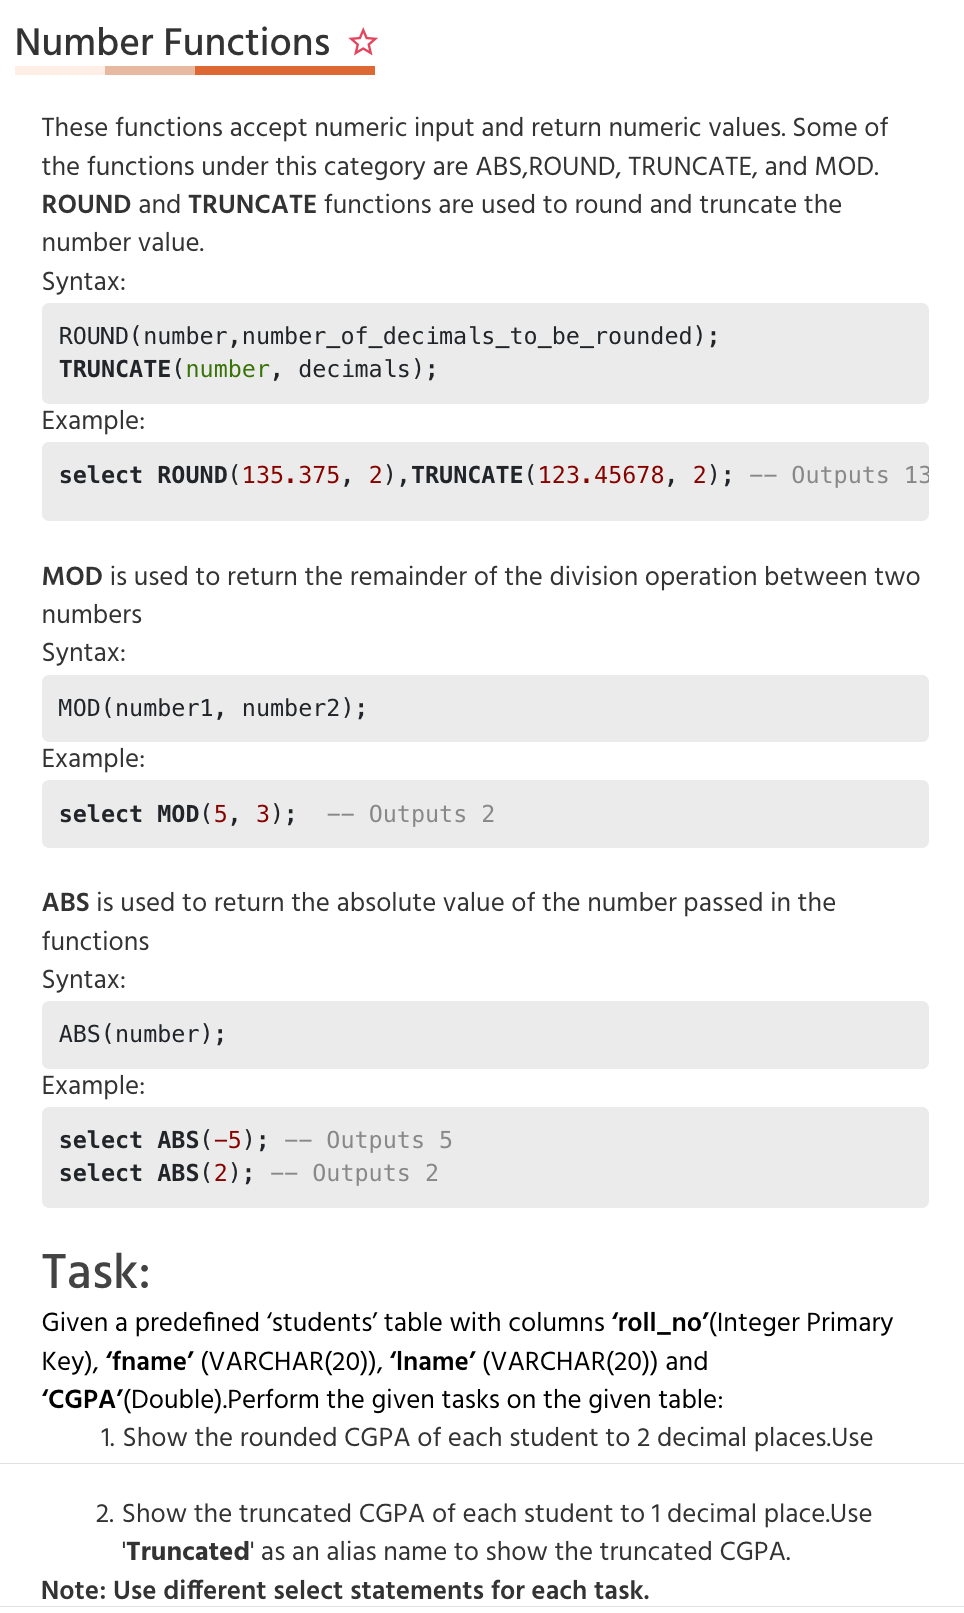 Number Functions
These functions accept numeric input and return numeric values. Some of
the functions under this category are ABS,ROUND, TRUNCATE, and MOD.
ROUND and TRUNCATE functions are used to round and truncate the
number value.
Syntax:
ROUND(number,number_of_decimals_to_be_rounded);
TRUNCATE(number, decimals);
Example:
select ROUND(135.375, 2),TRUNCATE(123.45678, 2); -- Outputs 13
MOD is used to return the remainder of the division operation between two
numbers
Syntax:
MOD(number1, number2);
Example:
select MOD(5, 3);  -- Outputs 2
ABS is used to return the absolute value of the number passed in the
functions
Syntax:
ABS(number);
Example:
select ABS(-5); -- Outputs 5
select ABS(2); -- Outputs 2
Task:
Given a predefined ‘students’ table with columns ‘roll_no’(Integer Primary
Key), ‘fname’ (VARCHAR(20)), ‘lname’ (VARCHAR(20)) and
‘CGPA’(Double).Perform the given tasks on the given table:
1. Show the rounded CGPA of each student to 2 decimal places.Use
2. Show the truncated CGPA of each student to 1 decimal place.Use
'Truncated' as an alias name to show the truncated CGPA.
Note: Use different select statements for each task.